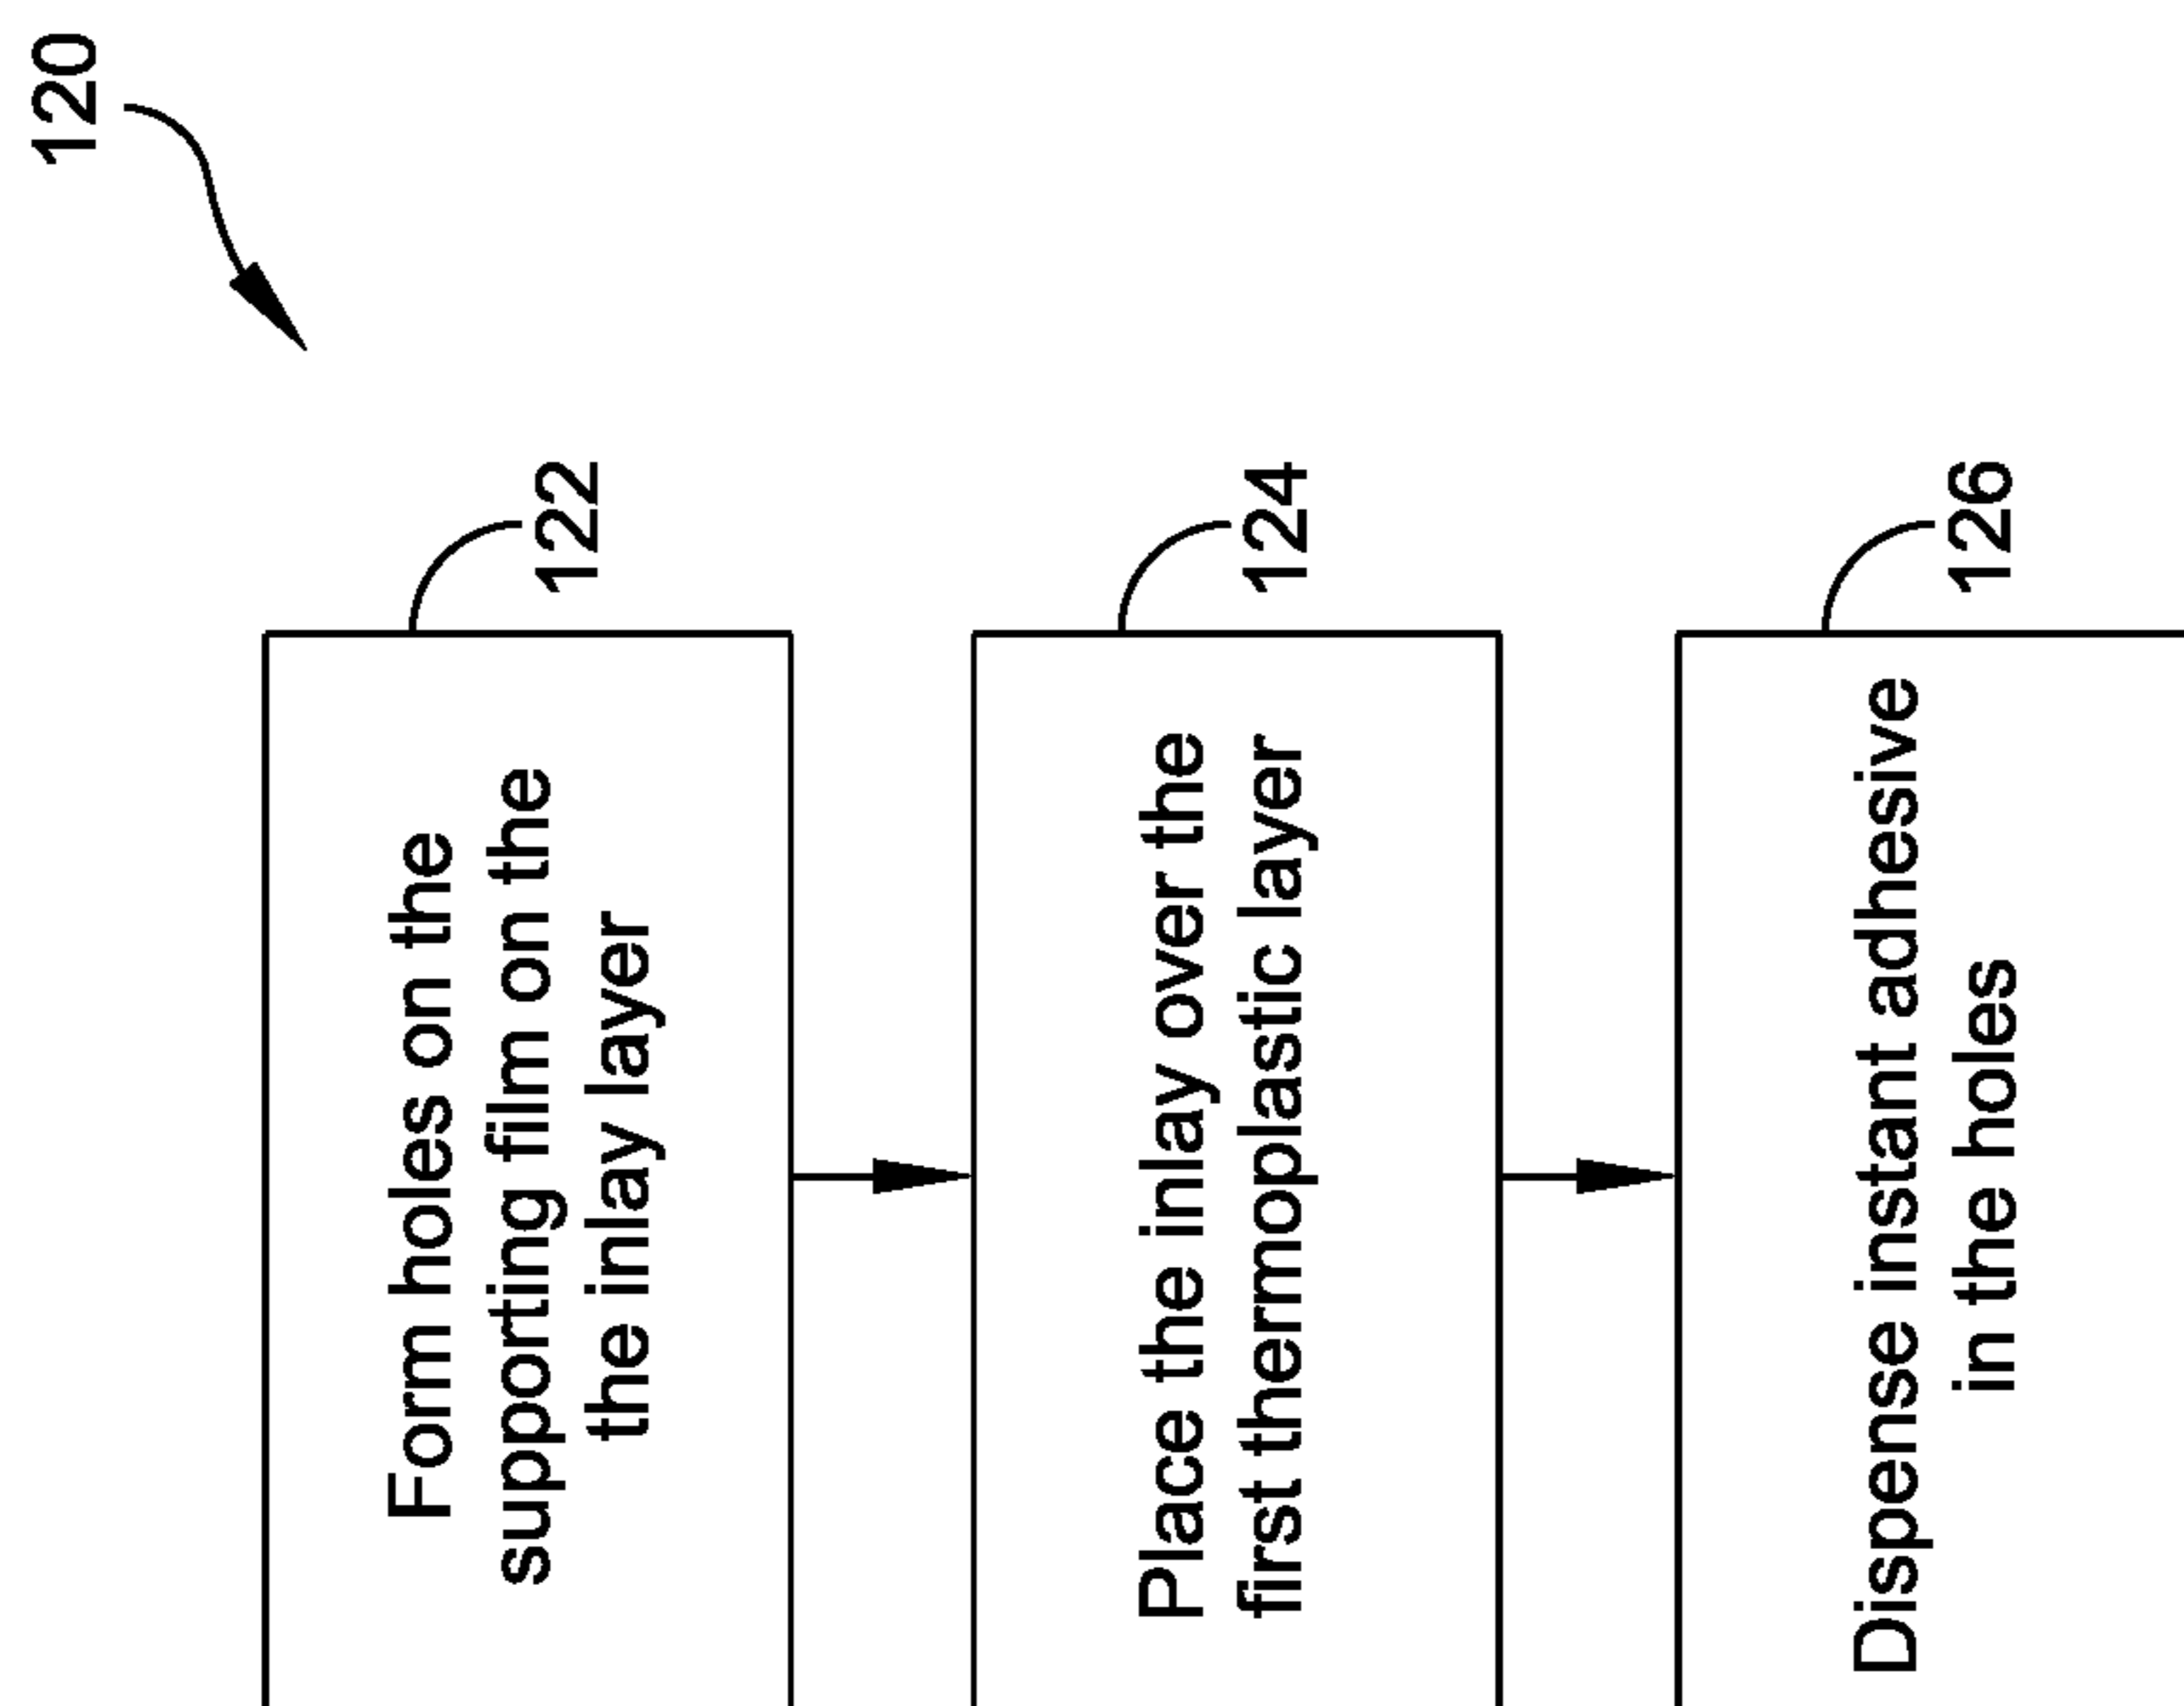 120
122
Form holes on the
supporting film on the
the inlay layer
124
Place the inlay over the
first thermoplastic layer
126
Dispense instant adhesive
in the holes